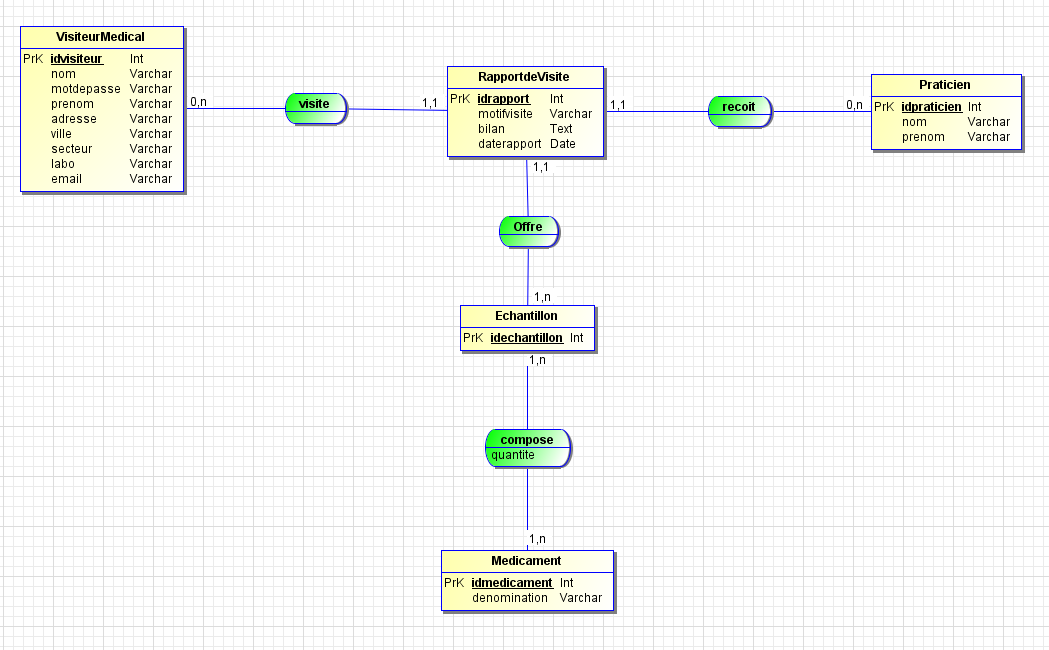 VisiteurMedical
PrK idvisiteur Int
nom Varchar
motdepasse Varchar
prenom Varchar
adresse Varchar
ville Varchar
secteur Varchar
labo Varchar
email Varchar
0,n
visite
1,1
RapportdeVisite
PrK idrapport Int
motifvisite Varchar
bilan Text
daterapport Date
1,1
recoit
0,n
Praticien
PrK idpraticien Int
nom Varchar
prenom Varchar
1,1
Offre
1,n
Echantillon
PrK idechantillon Int
1,n
compose
quantite
1,n
Medicament
PrK idmedicament Int
denomination Varchar